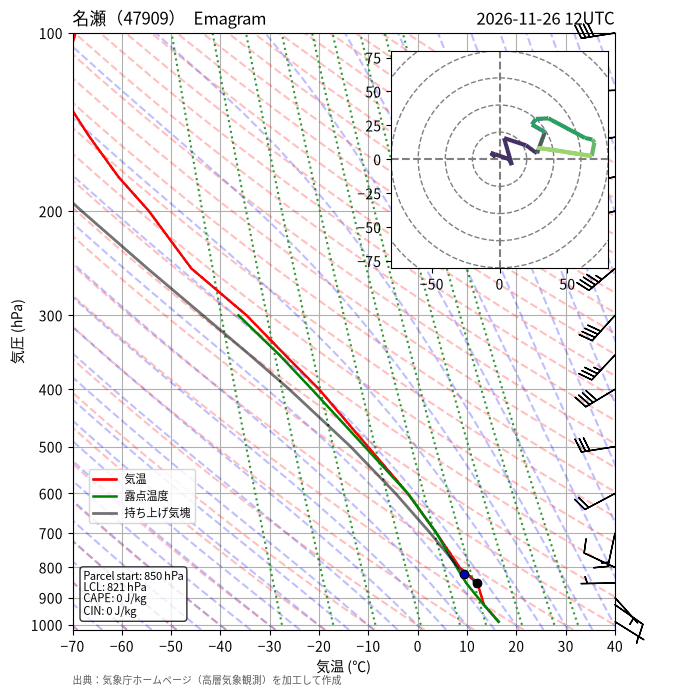 名瀬（47909） Emagram
2026-11-26 12UTC
100
200
300
400
500
600
700
800
900
1000
気圧 (hPa)
75
50
25
0
−25
−50
−75
−50
0
50
気温
露点温度
持ち上げ気塊
Parcel start: 850 hPa
LCL: 821 hPa
CAPE: 0 J/kg
CIN: 0 J/kg
−70
−60
−50
−40
−30
−20
−10
0
10
20
30
40
気温 (℃)
出典：気象庁ホームページ（高層気象観測）を加工して作成